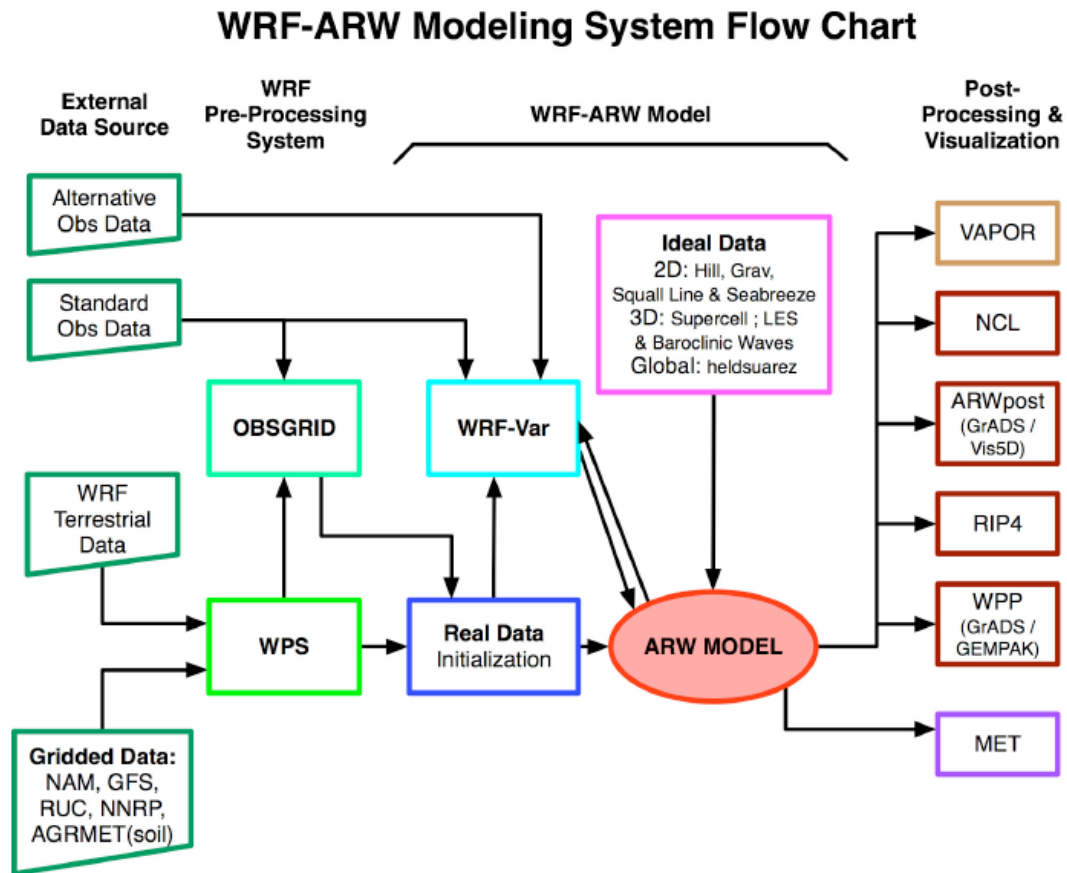 WRF-ARW Modeling System Flow Chart
External
Data Source
WRF
Pre-Processing
System
WRF-ARW Model
Post-
Processing &
Visualization
Alternative
Obs Data
Standard
Obs Data
WRF
Terrestrial
Data
Gridded Data:
NAM, GFS,
RUC, NNRP,
AGRMET(soil)
OBSGRID
WPS
WRF-Var
Real Data
Initialization
Ideal Data
2D: Hill, Grav,
Squall Line & Seabreeze
3D: Supercell ; LES
& Baroclinic Waves
Global: heldsuarez
ARW MODEL
VAPOR
NCL
ARWpost
(GrADS /
Vis5D)
RIP4
WPP
(GrADS /
GEMPAK)
MET